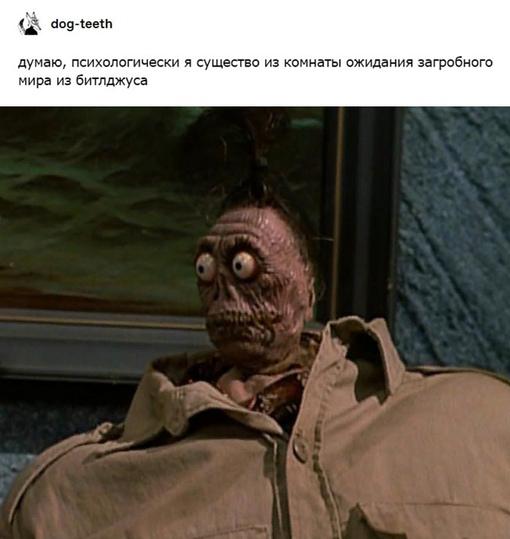 dog-teeth
думаю, психологически я существо из комнаты ожидания загробного
мира из битлджуса